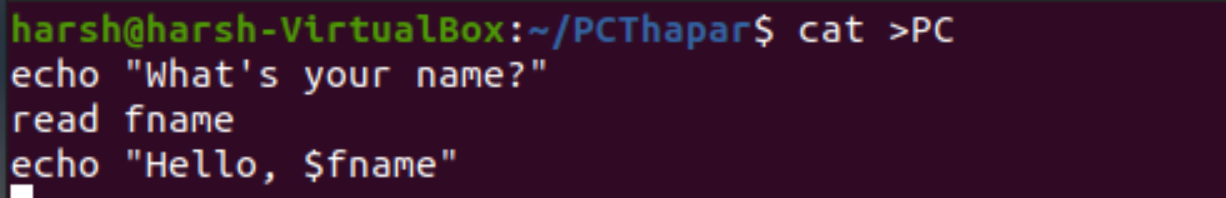 harsh@harsh-VirtualBox:~/PCThapar$ cat >PC
echo "What's your name?"
read fname
echo "Hello, $fname"